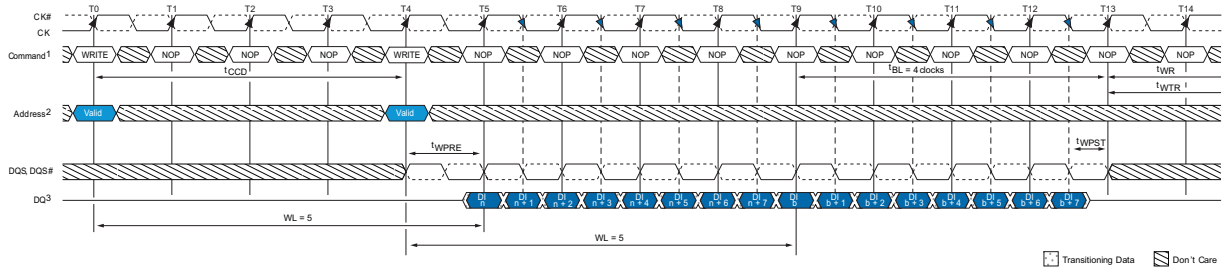 T0 T1 T2 T3 T4 T5 T6 T7 T8 T9 T10 T11 T12 T13 T14
CK#
CK
Command1 WRITE NOP NOP NOP WRITE NOP NOP NOP NOP NOP NOP NOP NOP NOP NOP
tCCD tBL = 4 clocks tWR
tWTR
Address2 Valid Valid
tWPRE tWPST
DQS, DQS#
DQ3 DI n DI n + 1 DI n + 2 DI n + 3 DI n + 4 DI n + 5 DI n + 6 DI n + 7 DI b DI b + 1 DI b + 2 DI b + 3 DI b + 4 DI b + 5 DI b + 6 DI b + 7
WL = 5
WL = 5
Transitioning Data Don't Care